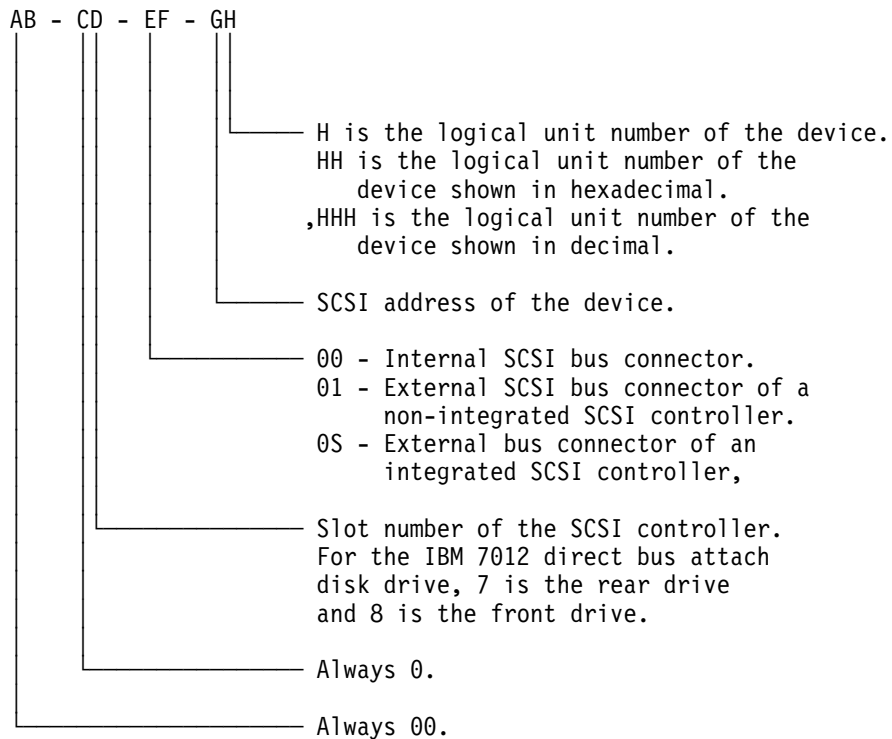 AB - CD - EF - GH
H is the logical unit number of the device.
HH is the logical unit number of the
device shown in hexadecimal.
,HHH is the logical unit number of the
device shown in decimal.
SCSI address of the device.
00 - Internal SCSI bus connector.
01 - External SCSI bus connector of a
non-integrated SCSI controller.
0S - External bus connector of an
integrated SCSI controller,
Slot number of the SCSI controller.
For the IBM 7012 direct bus attach
disk drive, 7 is the rear drive
and 8 is the front drive.
Always 0.
Always 00.